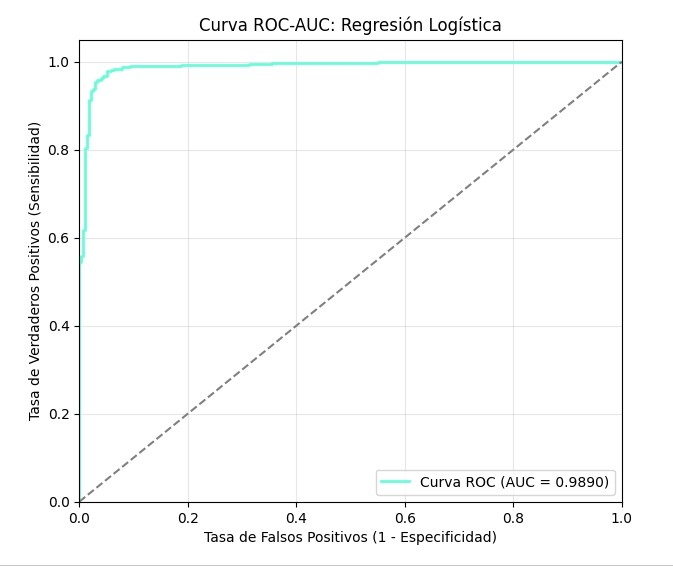 Curva ROC-AUC: Regresión Logística
Tasa de Verdaderos Positivos (Sensibilidad)
1.0
0.8
0.6
0.4
0.2
0.0
0.0 0.2 0.4 0.6 0.8 1.0
Curva ROC (AUC = 0.9890)
Tasa de Falsos Positivos (1 - Especificidad)